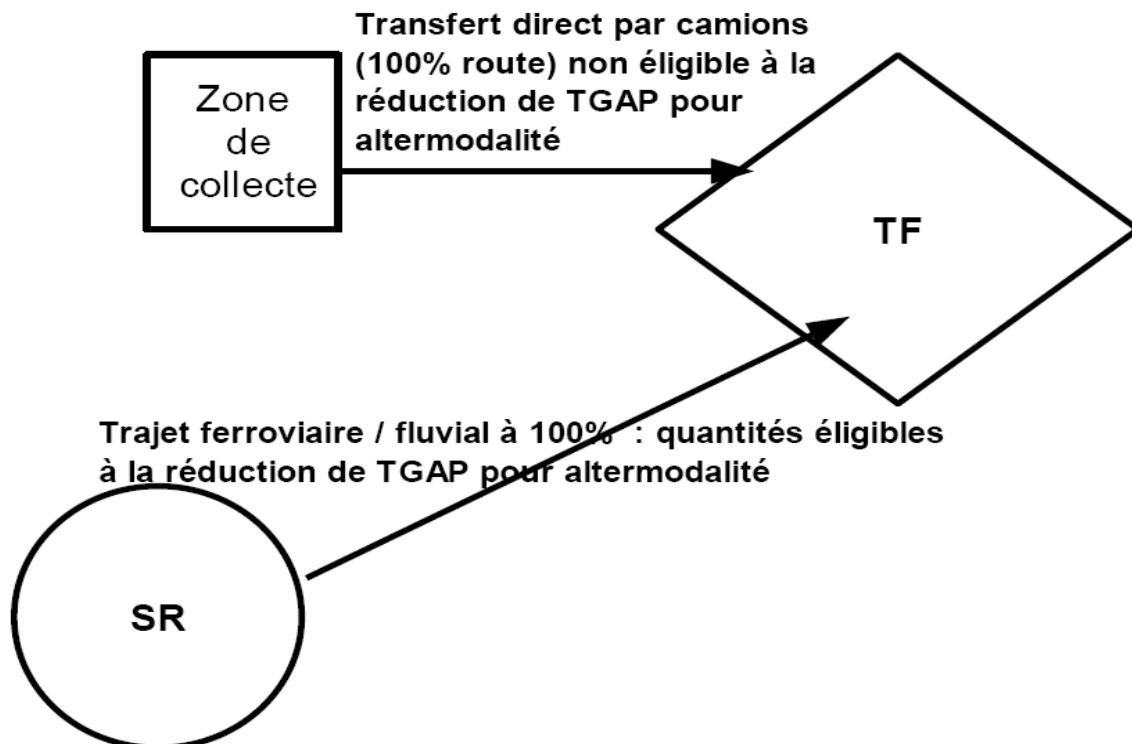 Transfert direct par camions
(100% route) non éligible à la
réduction de TGAP pour
altermodalité
Zone
de
collecte
TF
Trajet ferroviaire / fluvial à 100% : quantités éligibles
à la réduction de TGAP pour altermodalité
SR